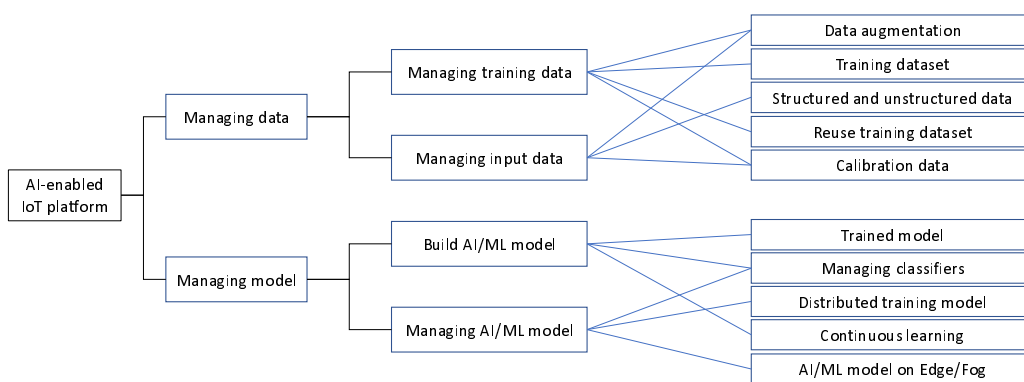 AI-enabled
IoT platform
Managing data
Managing model
Managing training data
Managing input data
Build AI/ML model
Managing AI/ML model
Data augmentation
Training dataset
Structured and unstructured data
Reuse training dataset
Calibration data
Trained model
Managing classifiers
Distributed training model
Continuous learning
AI/ML model on Edge/Fog